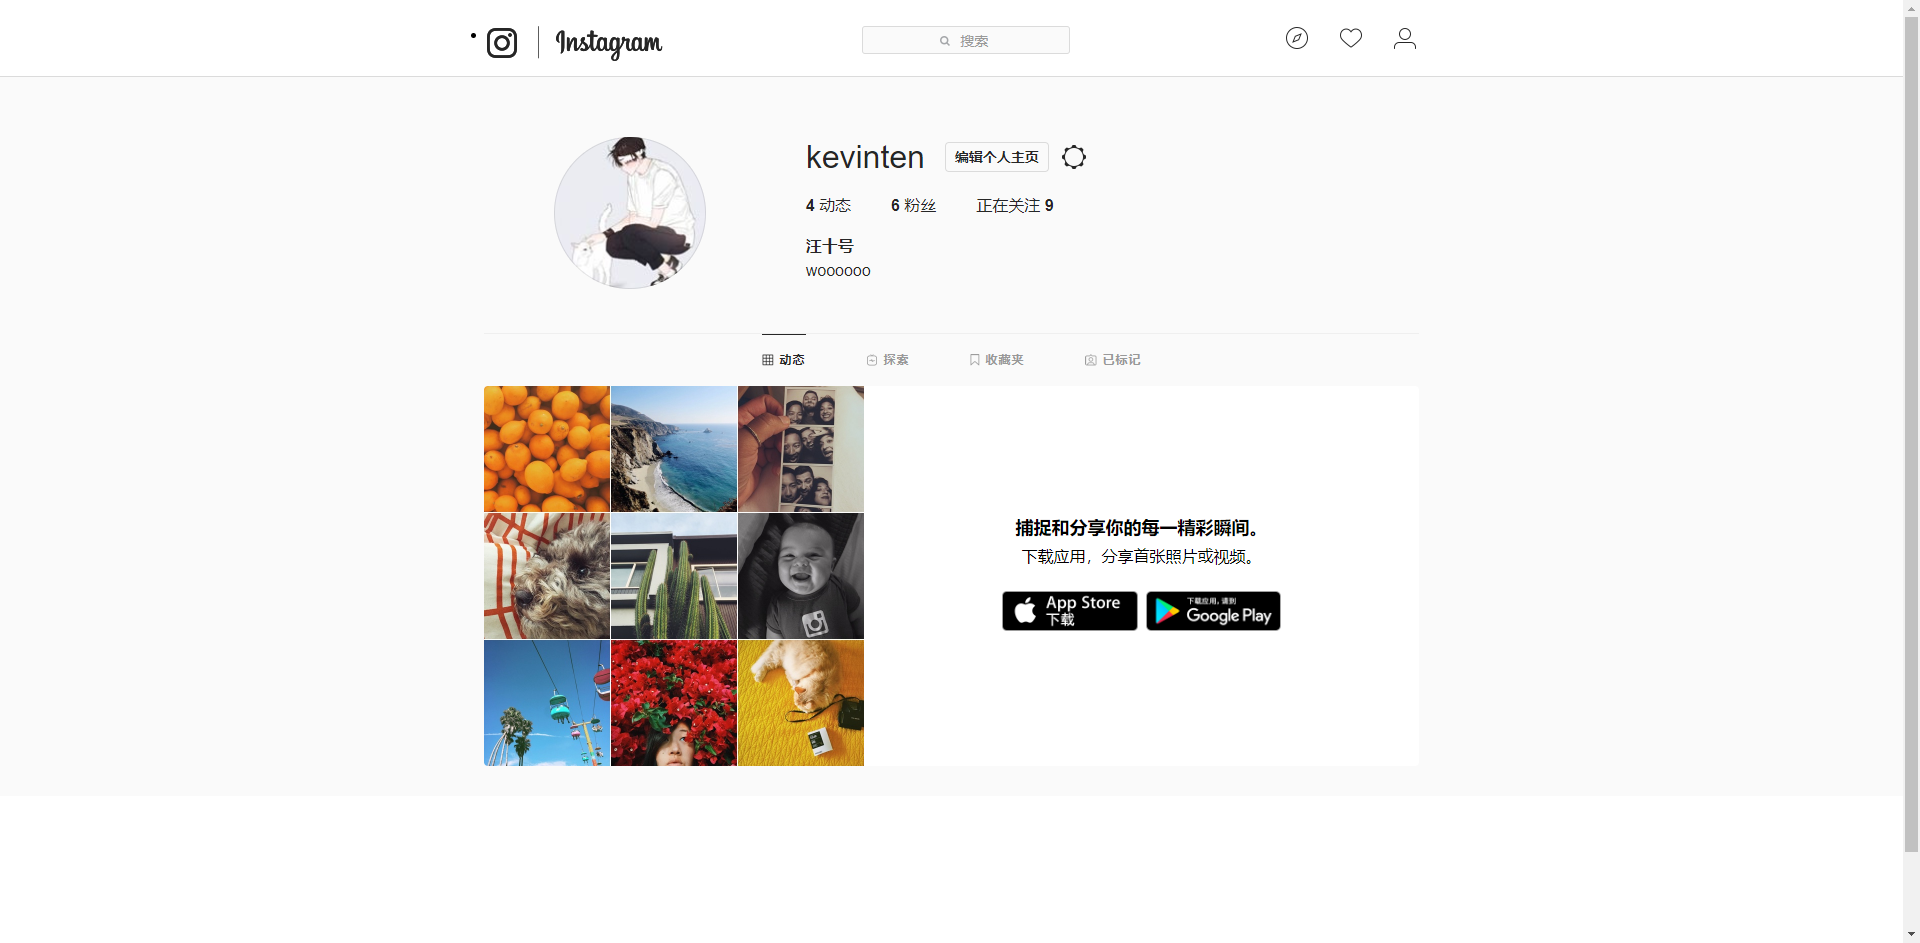 Instagram
搜索
kevinten 编辑个人主页
4 动态 6 粉丝 正在关注 9
汪十号
woooooo
动态 探索 收藏夹 已标记
捕捉和分享你的每一精彩瞬间。
下载应用，分享首张照片或视频。
App Store
下载
下载应用，请到
Google Play